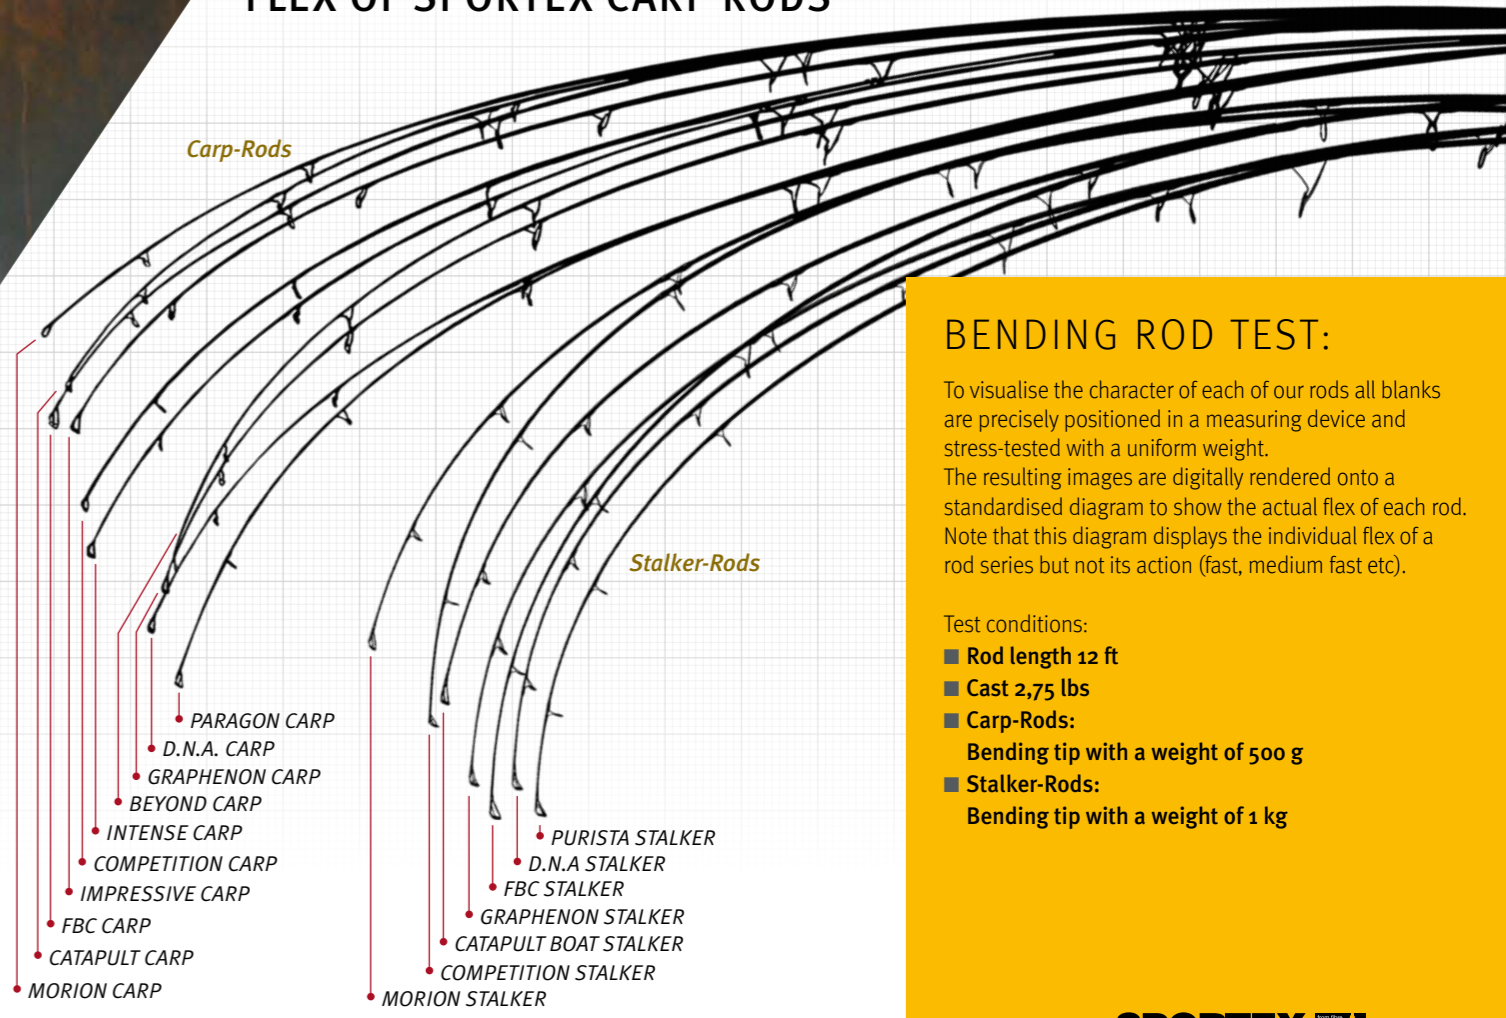 FLEX OF SPORTEX CARP RODS
Carp-Rods
Stalker-Rods
PARAGON CARP
D.N.A. CARP
GRAPHENON CARP
BEYOND CARP
INTENSE CARP
COMPETITION CARP
IMPRESSIVE CARP
FBC CARP
CATAPULT CARP
MORION CARP
PURISTA STALKER
D.N.A STALKER
FBC STALKER
GRAPHENON STALKER
CATAPULT BOAT STALKER
COMPETITION STALKER
MORION STALKER
BENDING ROD TEST:
To visualise the character of each of our rods all blanks
are precisely positioned in a measuring device and
stress-tested with a uniform weight.
The resulting images are digitally rendered onto a
standardised diagram to show the actual flex of each rod.
Note that this diagram displays the individual flex of a
rod series but not its action (fast, medium fast etc).
Test conditions:
Rod length 12 ft
Cast 2,75 lbs
Carp-Rods:
Bending tip with a weight of 500 g
Stalker-Rods:
Bending tip with a weight of 1 kg
SPORTEX